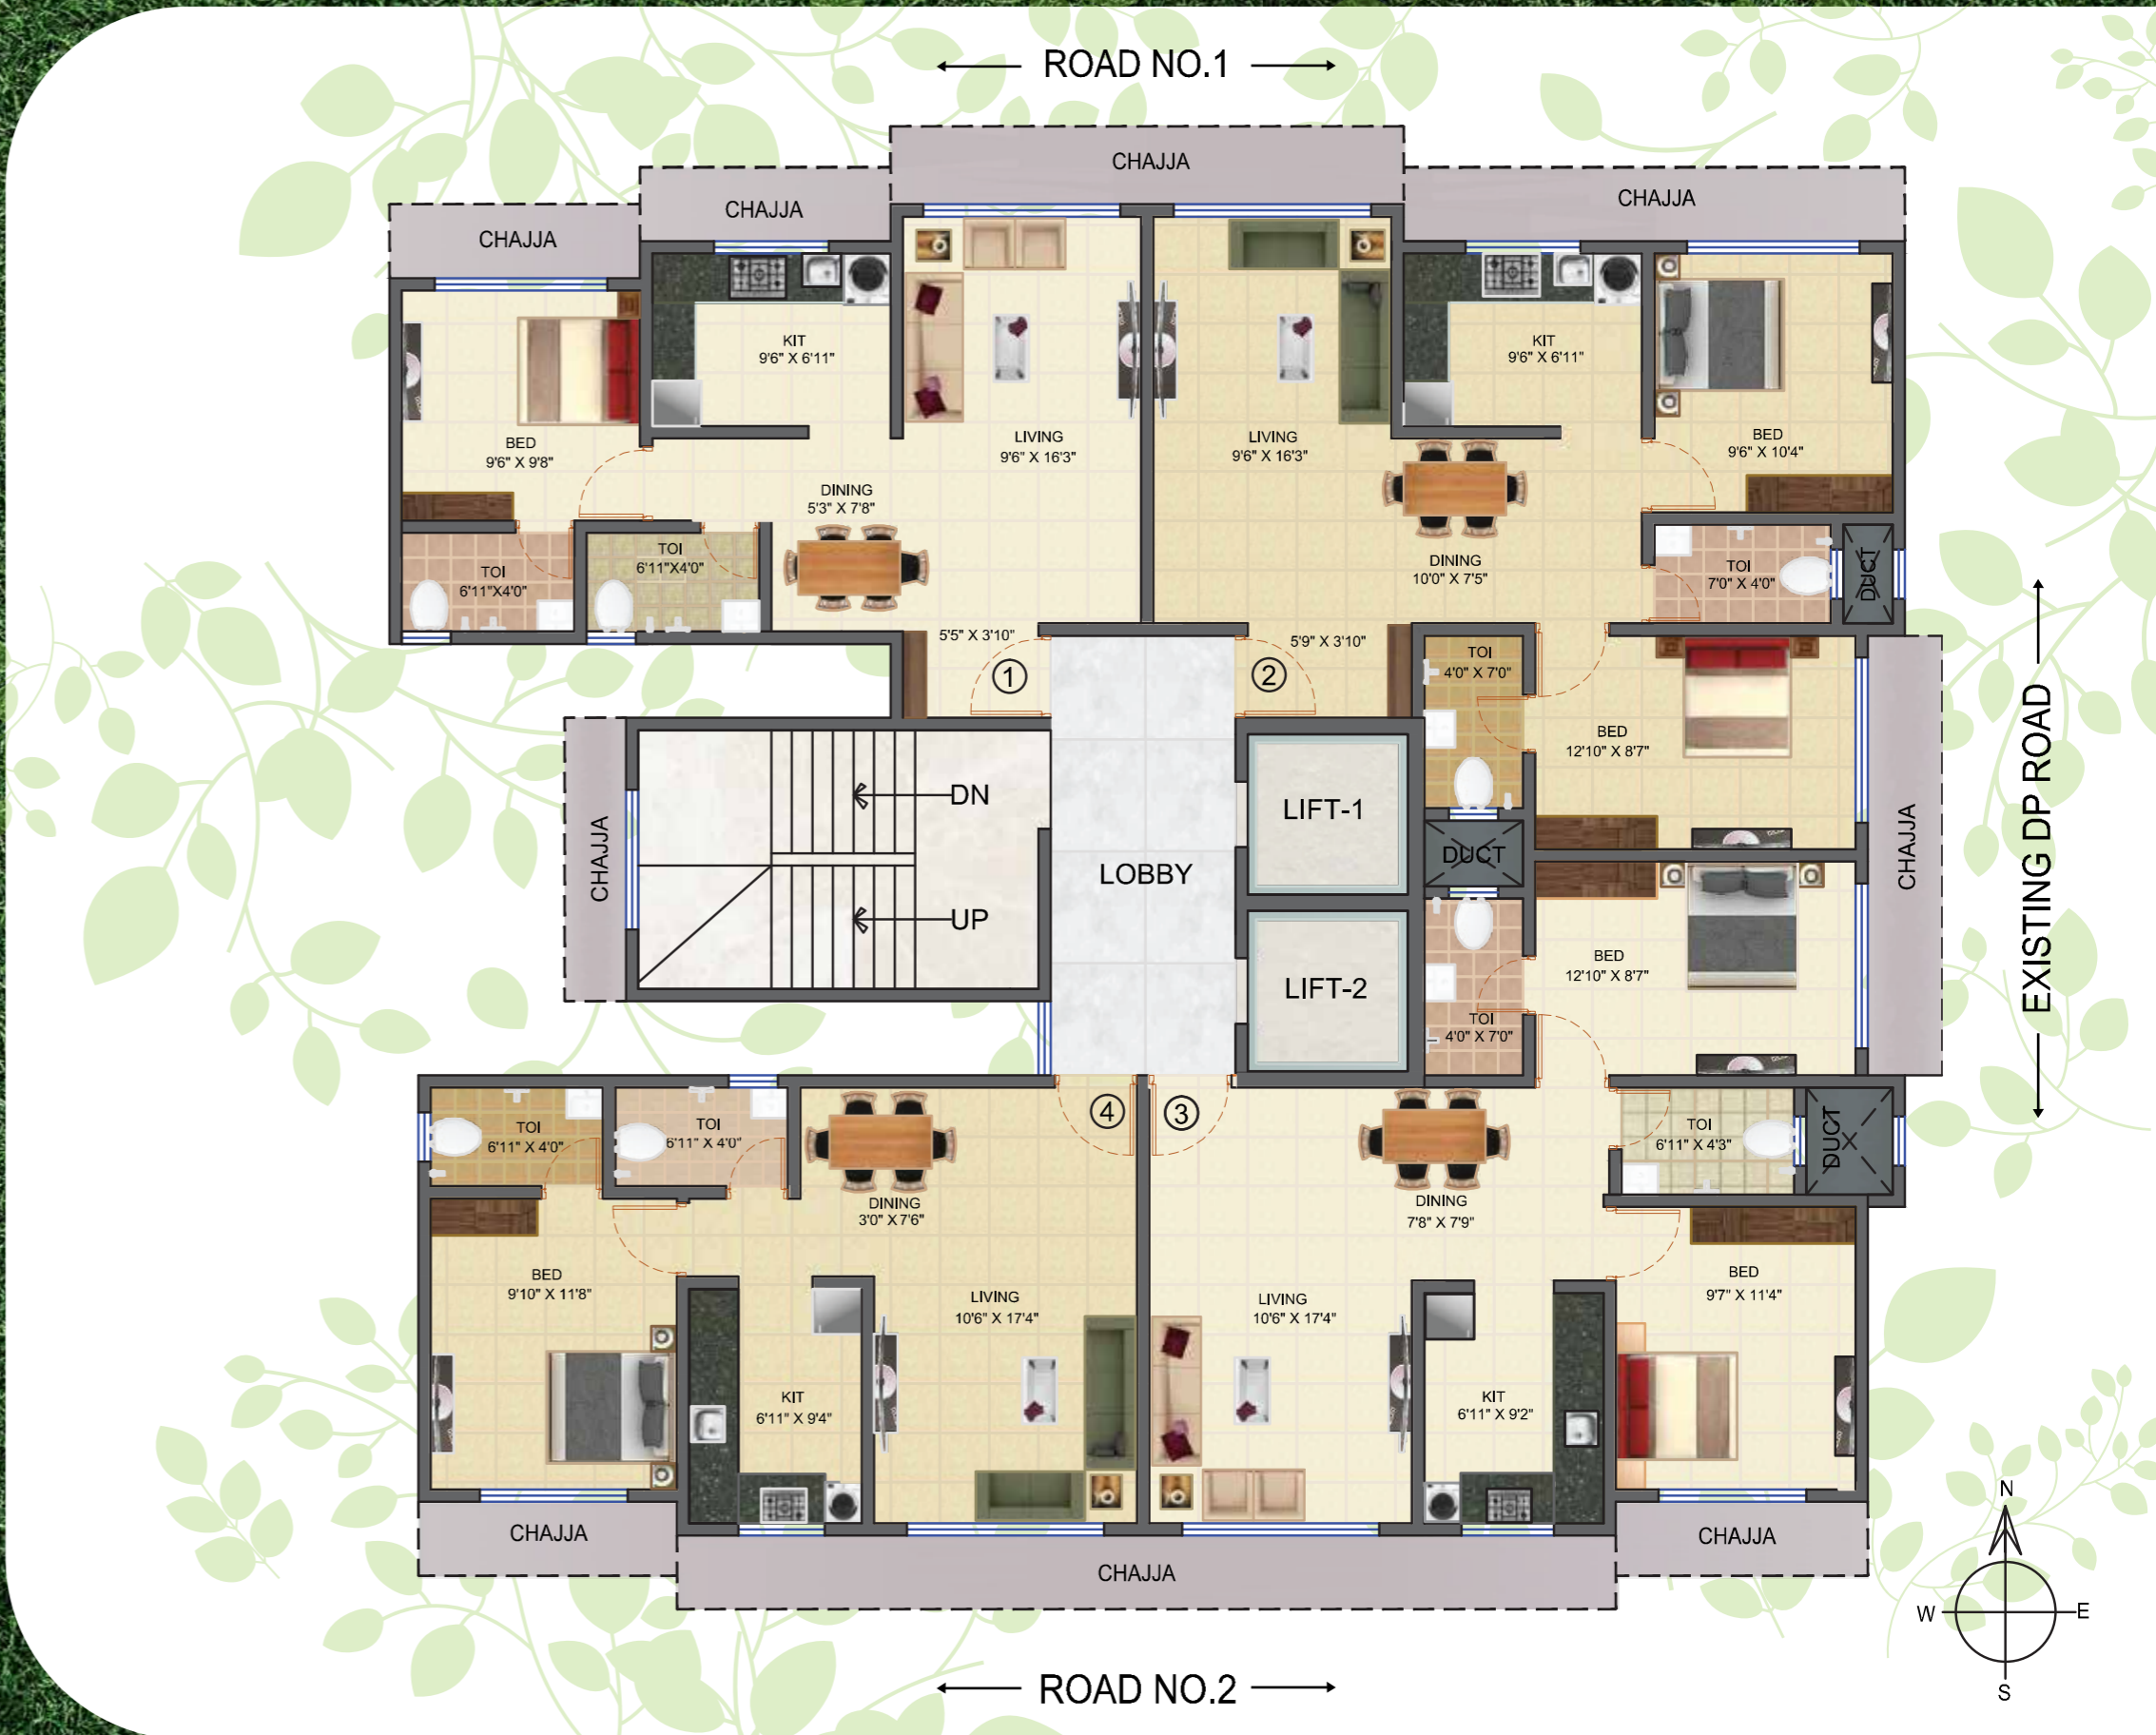 ROAD NO.1
CHAJJA
CHAJJA
CHAJJA
CHAJJA
KIT
9'6" X 6'11"
KIT
9'6" X 6'11"
BED
9'6" X 9'8"
LIVING
9'6" X 16'3"
LIVING
9'6" X 16'3"
BED
9'6" X 10'4"
DINING
5'3" X 7'8"
TOI
6'11"X4'0"
TOI
6'11"X4'0"
DINING
10'0" X 7'5"
TOI
7'0" X 4'0"
DUCT
5'5" X 3'10"
1
2
5'9" X 3'10"
TOI
4'0" X 7'0"
BED
12'10" X 8'7"
CHAJJA
DN
UP
LOBBY
LIFT-1
LIFT-2
DUCT
CHAJJA
EXISTING DP ROAD
BED
12'10" X 8'7"
TOI
4'0" X 7'0"
TOI
6'11" X 4'0"
TOI
6'11" X 4'0"
4
3
TOI
6'11" X 4'3"
DUCT
DINING
3'0" X 7'6"
DINING
7'8" X 7'9"
BED
9'10" X 11'8"
LIVING
10'6" X 17'4"
LIVING
10'6" X 17'4"
BED
9'7" X 11'4"
KIT
6'11" X 9'4"
KIT
6'11" X 9'2"
CHAJJA
CHAJJA
CHAJJA
N
W
E
S
ROAD NO.2